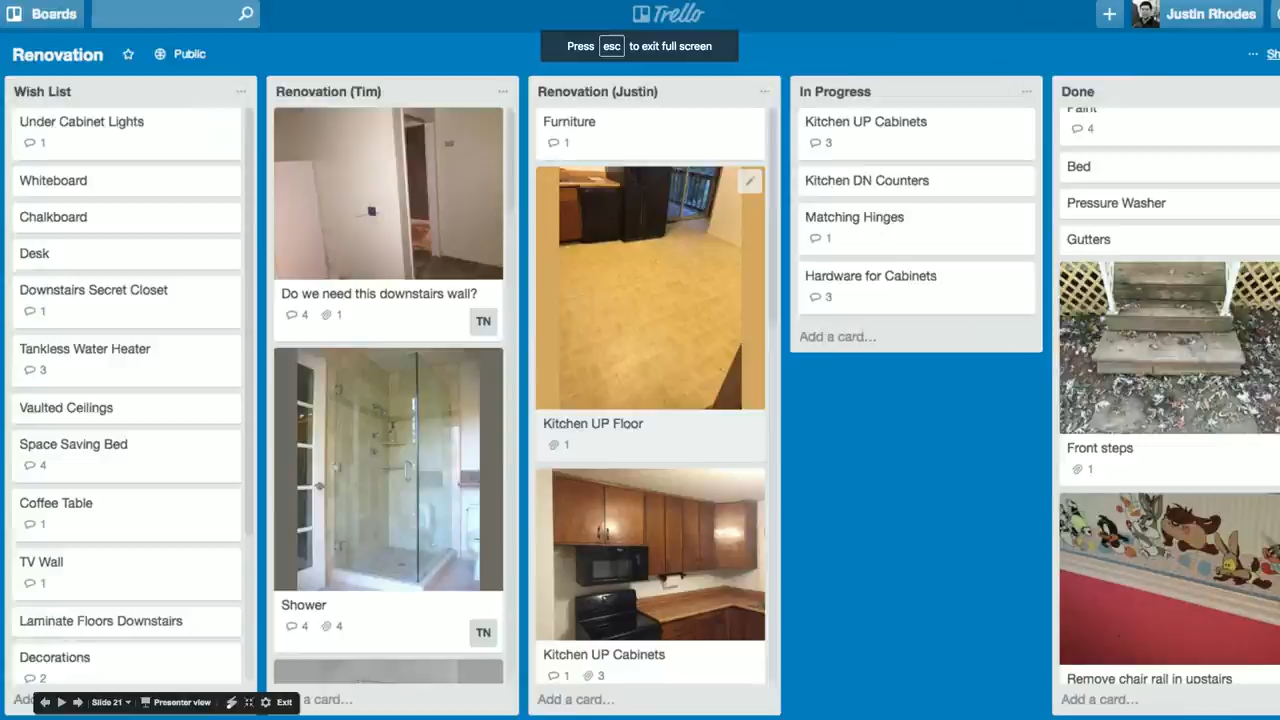 Boards
Trello
Justin Rhodes
Press esc to exit full screen
Renovation
Public
Sh
Wish List
Under Cabinet Lights
1
Whiteboard
Chalkboard
Desk
Downstairs Secret Closet
1
Tankless Water Heater
3
Vaulted Ceilings
Space Saving Bed
4
Coffee Table
1
TV Wall
1
Laminate Floors Downstairs
Decorations
2
Add
Renovation (Tim)
Do we need this downstairs wall?
4 1
TN
Shower
4 4
TN
a card...
Renovation (Justin)
Furniture
1
Kitchen UP Floor
1
Kitchen UP Cabinets
1 3
Add a card...
In Progress
Kitchen UP Cabinets
3
Kitchen DN Counters
Matching Hinges
1
Hardware for Cabinets
3
Add a card...
Done
Paint
4
Bed
Pressure Washer
Gutters
Front steps
1
Remove chair rail in upstairs
Add a card...
Slide 21 Presenter view Exit